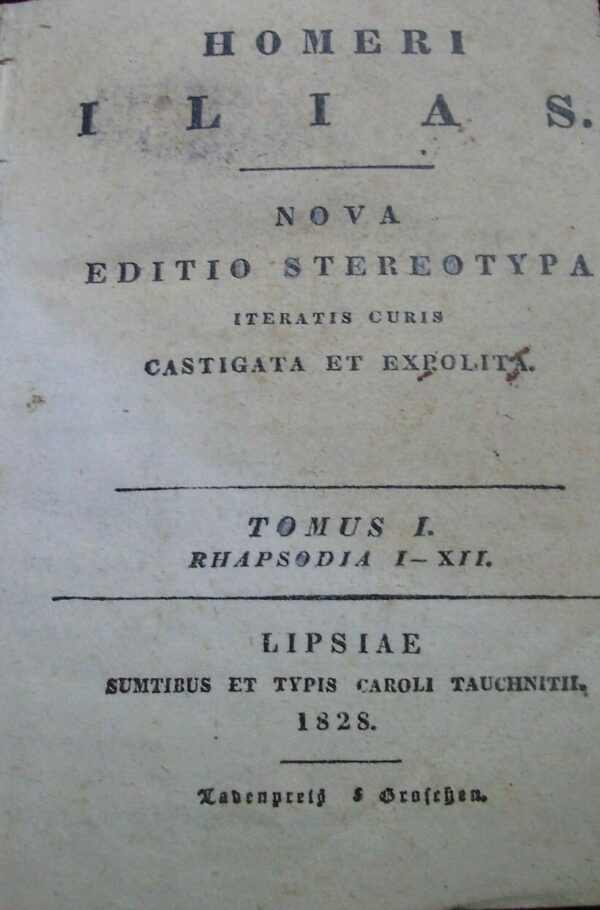 HOMERI
ILIAS.
NOVA
EDITIO STEREOTYPA
ITERATIS CURIS
CASTIGATA ET EXPOLITA.
TOMUS I.
RHAPSODIA I–XII.
LIPSIAE
SUMTIBUS ET TYPIS CAROLI TAUCHNITII.
1828.
Ladenpreis Groschen.